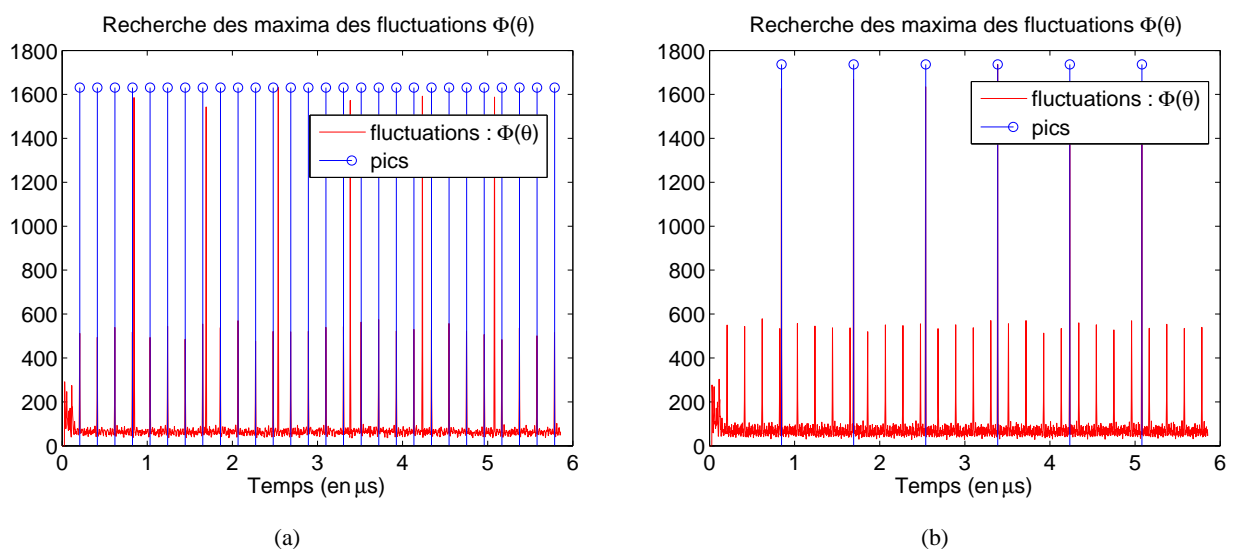 Recherche des maxima des fluctuations Φ(θ)
1800
1600
1400
1200
1000
800
600
400
200
0
0 1 2 3 4 5 6
Temps (en μs)
fluctuations : Φ(θ)
pics
(a)
Recherche des maxima des fluctuations Φ(θ)
1800
1600
1400
1200
1000
800
600
400
200
0
0 1 2 3 4 5 6
Temps (en μs)
fluctuations : Φ(θ)
pics
(b)